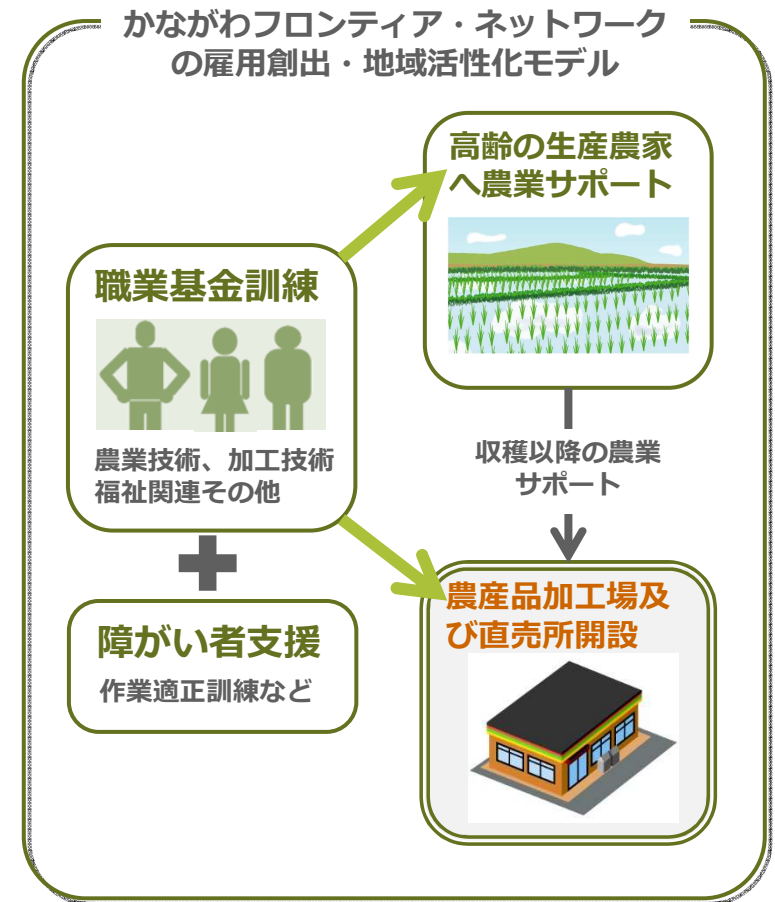 かながわフロンティア・ネットワーク
の雇用創出・地域活性化モデル
高齢の生産農家
へ農業サポート
職業基金訓練
農業技術、加工技術
福祉関連その他
収穫以降の農業
サポート
障がい者支援
作業適正訓練など
農産品加工場及
び直売所開設